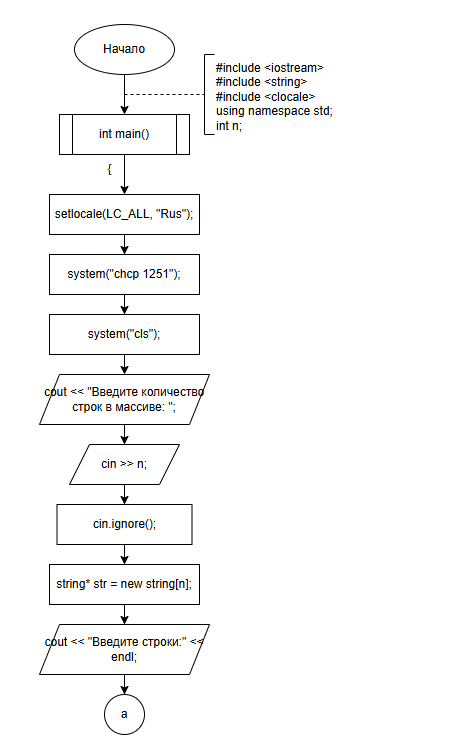 Начало
#include <iostream>
#include <string>
#include <clocale>
using namespace std;
int n;
int main()
{
setlocale(LC_ALL, "Rus");
system("chcp 1251");
system("cls");
cout << "Введите количество
строк в массиве: ";
cin >> n;
cin.ignore();
string* str = new string[n];
cout << "Введите строки:" <<
endl;
a